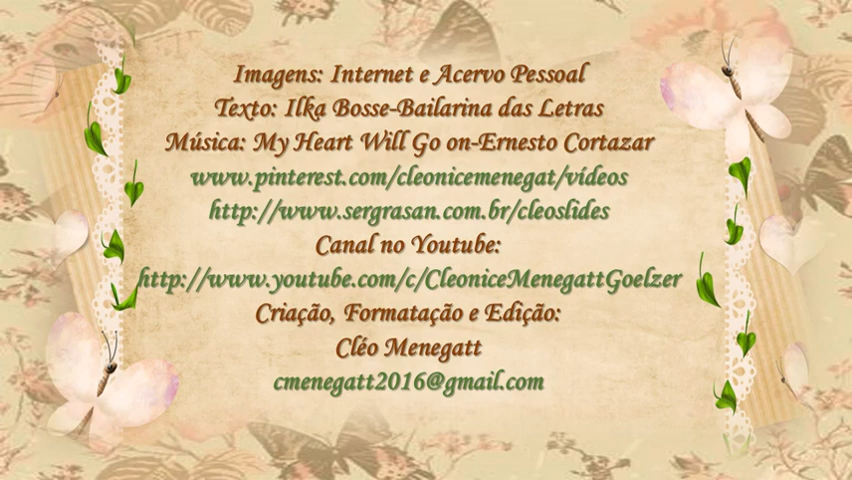 Imagens: Internet e Acervo Pessoal
Texto: Ilka Bosse-Bailarina das Letras
Música: My Heart Will Go on-Ernesto Cortazar
www.pinterest.com/cleonicemenegat/vídeos
http://www.sergrasan.com.br/cleoslides
Canal no Youtube:
http://www.youtube.com/c/CleoniceMenegattGoelzer
Criação, Formatação e Edição:
Cléo Menegatt
cmenegatt2016@gmail.com